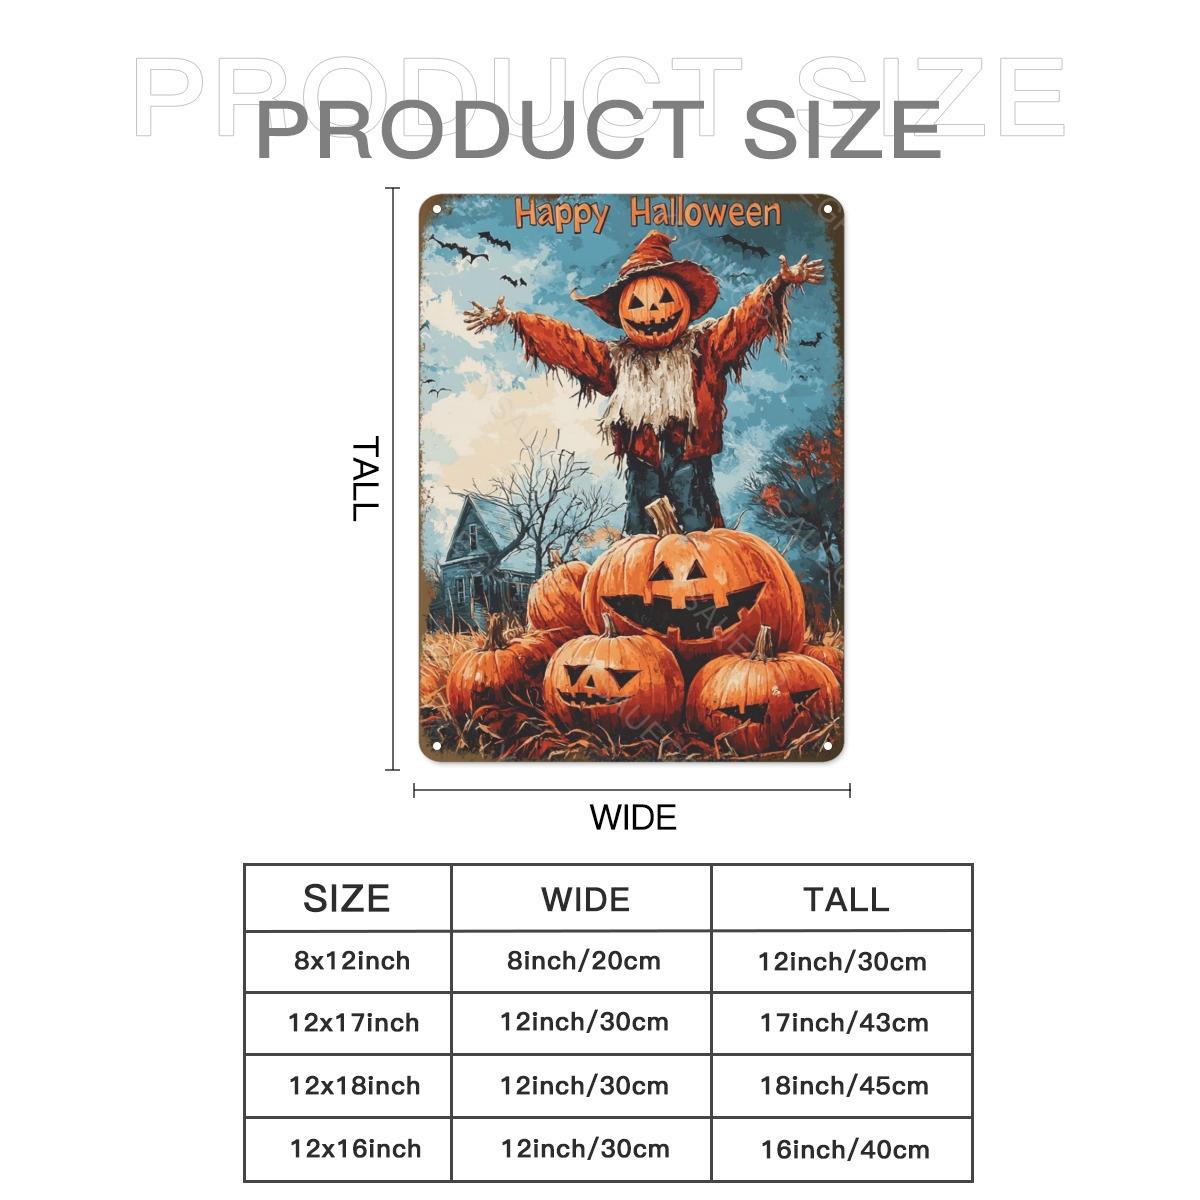 PRODUCT SIZE
PRODUCT SIZE
Happy Halloween
TALL
WIDE
SIZE WIDE TALL
8x12inch 8inch/20cm 12inch/30cm
12x17inch 12inch/30cm 17inch/43cm
12x18inch 12inch/30cm 18inch/45cm
12x16inch 12inch/30cm 16inch/40cm